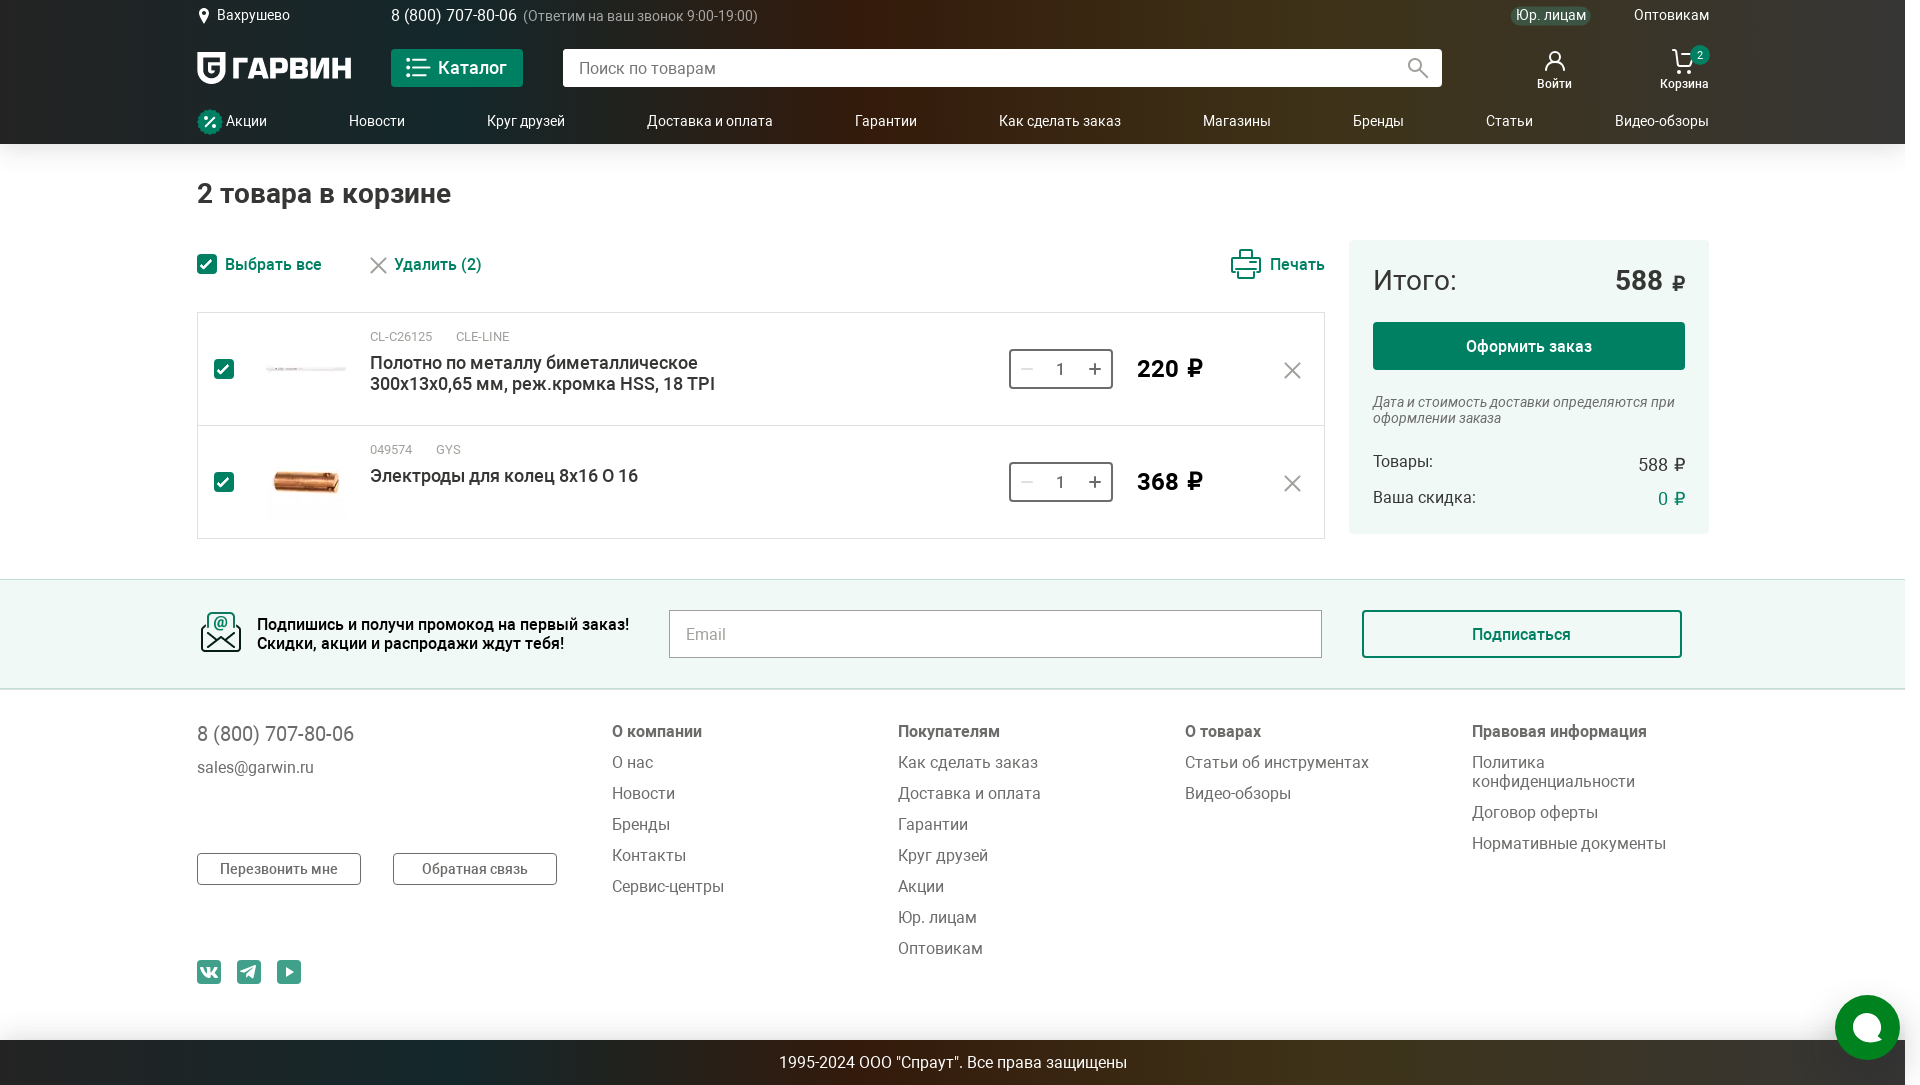 Вахрушево
8 (800) 707-80-06 (Ответим на ваш звонок 9:00-19:00)
Юр. лицам
Оптовикам
ГАРВИН
Каталог
Поиск по товарам
Войти
2
Корзина
Акции
Новости
Круг друзей
Доставка и оплата
Гарантии
Как сделать заказ
Магазины
Бренды
Статьи
Видео-обзоры
2 товара в корзине
Выбрать все
Удалить (2)
Печать
CL-C26125 CLE-LINE
Полотно по металлу биметаллическое
300х13х0,65 мм, реж.кромка HSS, 18 TPI
1
220 ₽
049574 GYS
Электроды для колец 8х16 О 16
1
368 ₽
Итого: 588 ₽
Оформить заказ
Дата и стоимость доставки определяются при
оформлении заказа
Товары: 588 ₽
Ваша скидка: 0 ₽
Подпишись и получи промокод на первый заказ!
Скидки, акции и распродажи ждут тебя!
Email
Подписаться
8 (800) 707-80-06
sales@garwin.ru
Перезвонить мне
Обратная связь
О компании
О нас
Новости
Бренды
Контакты
Сервис-центры
Покупателям
Как сделать заказ
Доставка и оплата
Гарантии
Круг друзей
Акции
Юр. лицам
Оптовикам
О товарах
Статьи об инструментах
Видео-обзоры
Правовая информация
Политика
конфиденциальности
Договор оферты
Нормативные документы
1995-2024 ООО "Спраут". Все права защищены